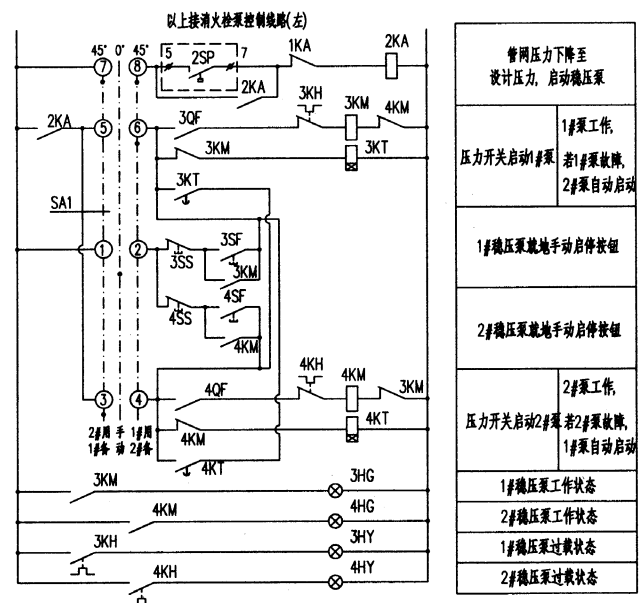 以上接消火栓泵控制线路(左)
45° 0° 45°
5 2SP 7
1KA
2KA
7
8
2KA
2KA
5
6
3QF
3KH
3KM
4KM
3KM
3KT
3KT
SA1
1
2
3SS
3SF
3KM
4SS
4SF
4KM
3
4
4QF
4KH
4KM
3KM
4KM
4KT
4KT
2#用
1#备
手
动
1#用
2#备
3KM
3HG
4KM
4HG
3KH
3HY
4KH
4HY
管网压力下降至
设计压力, 启动稳压泵
压力开关启动1#泵
1#泵工作,
若1#泵故障,
2#泵自动启动
1#稳压泵就地手动启停按钮
2#稳压泵就地手动启停按钮
压力开关启动2#泵
2#泵工作,
若2#泵故障,
1#泵自动启动
1#稳压泵工作状态
2#稳压泵工作状态
1#稳压泵过载状态
2#稳压泵过载状态